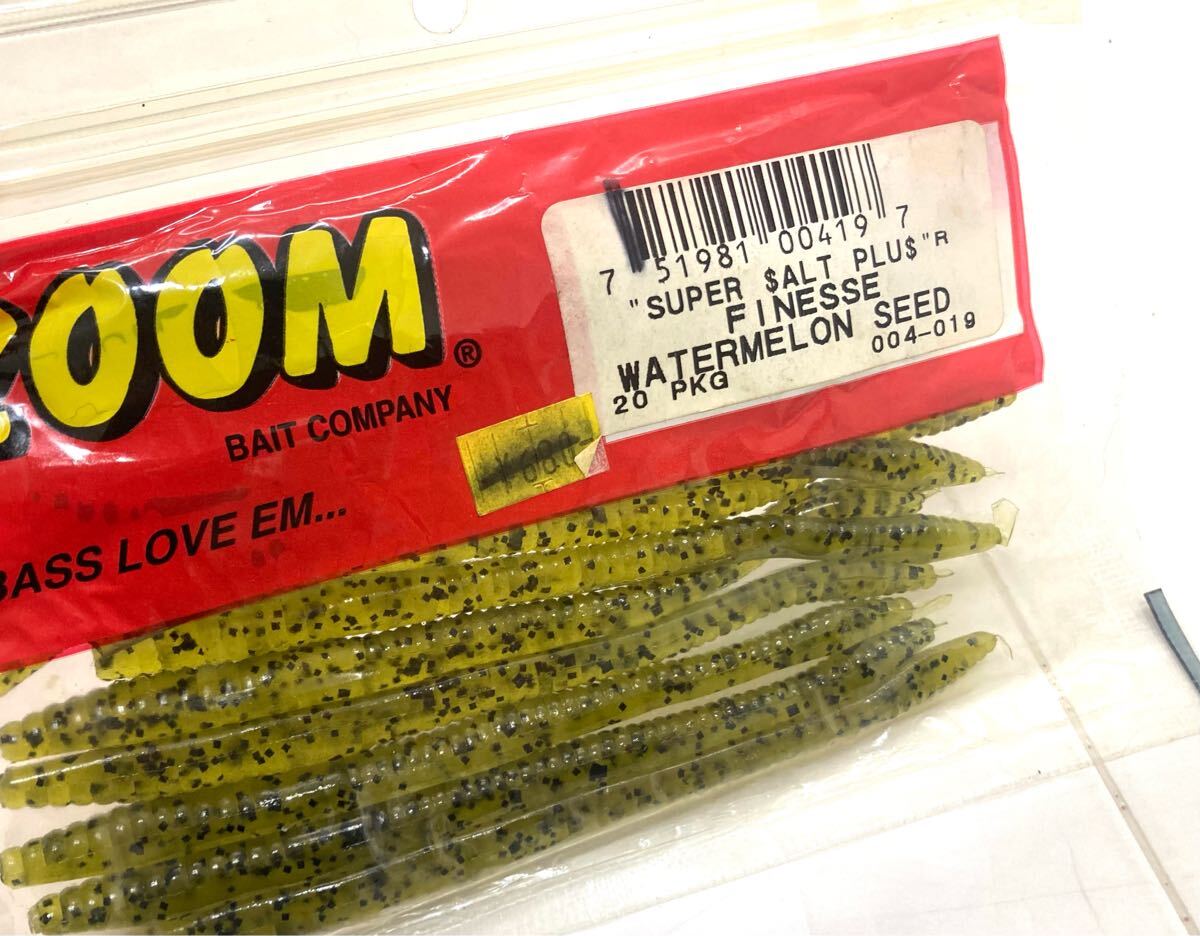 OOM®
BAIT COMPANY
BASS LOVE EM...
7 51981 00419 7
"SUPER $ALT PLU$"R
FINESSE
WATERMELON SEED
20 PKG
004-019